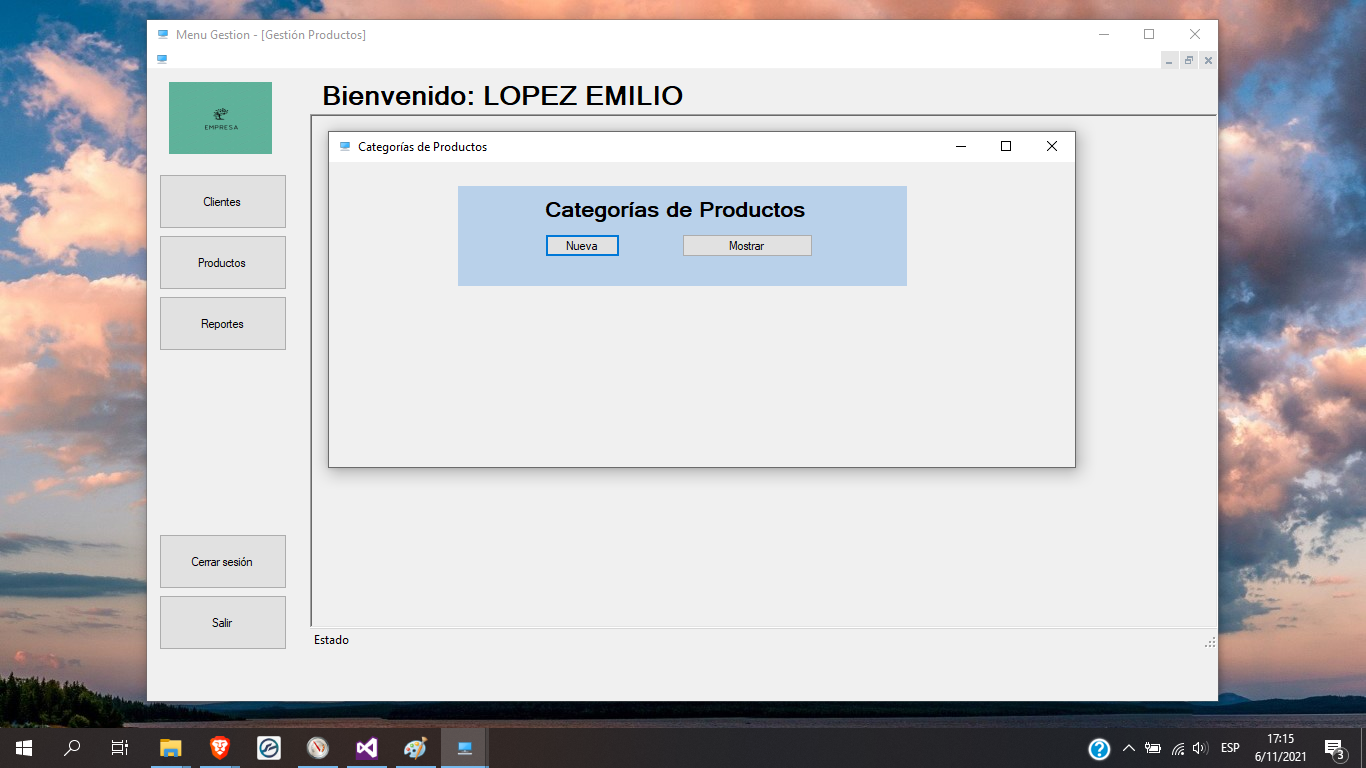 Menu Gestion - [Gestión Productos]
EMPRESA
Bienvenido: LOPEZ EMILIO
Categorías de Productos
Categorías de Productos
Nueva
Mostrar
Clientes
Productos
Reportes
Cerrar sesión
Salir
Estado
ESP
17:15
6/11/2021
3